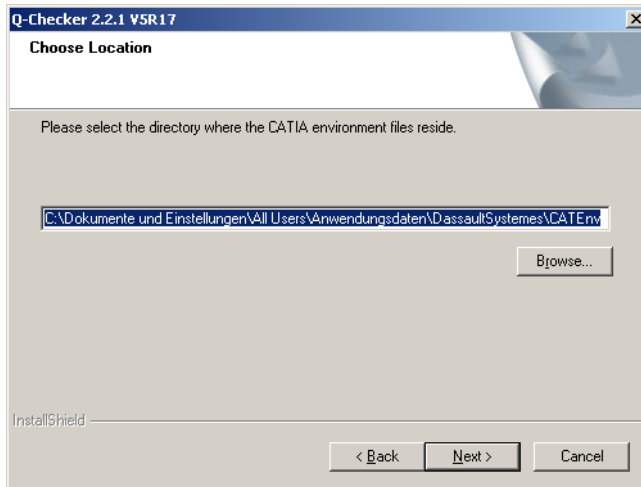 Q-Checker 2.2.1 V5R17
Choose Location
Please select the directory where the CATIA environment files reside.
C:\Dokumente und Einstellungen\All Users\Anwendungsdaten\DassaultSystemes\CATEnv
Browse...
InstallShield
< Back Next > Cancel